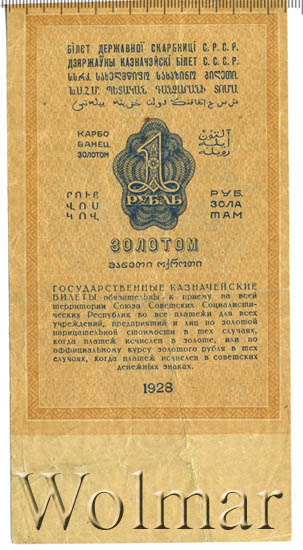 БІЛЕТ ДЕРЖАВНОЇ СКАРБНИЦІ С.Р.С.Р.
ДЗЯРЖАЎНЫ КАЗНАЧЭЙСКІ БІЛЕТ С.С.С.Р.
КАРБО
ВАНЕЦ
ЗОЛОТОМ
1
РУБЛЬ
РУБ.
ЗОЛА
ТАМ
ЗОЛОТОМ
ГОСУДАРСТВЕННЫЕ КАЗНАЧЕЙСКИЕ
БИЛЕТЫ обязательны к приему на всей
территории Союза Советских Социалисти-
ческих Республик во все платежи для всех
учреждений, предприятий и лиц по золотой
нарицательной стоимости в тех случаях,
когда платеж исчислен в золоте, или по
официальному курсу золотого рубля в тех
случаях, когда платеж исчислен в советских
денежных знаках.
1928
Wolmar